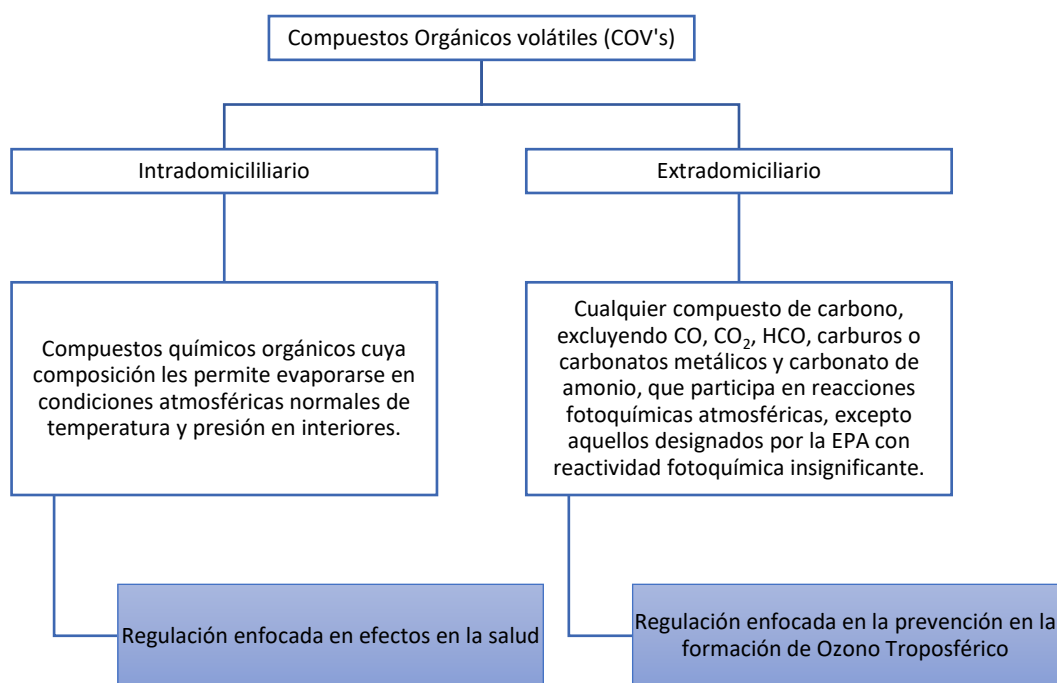 Compuestos Orgánicos volátiles (COV's)
Intradomicililiario
Extradomiciliario
Compuestos químicos orgánicos cuya
composición les permite evaporarse en
condiciones atmosféricas normales de
temperatura y presión en interiores.
Cualquier compuesto de carbono,
excluyendo CO, CO₂, HCO, carburos o
carbonatos metálicos y carbonato de
amonio, que participa en reacciones
fotoquímicas atmosféricas, excepto
aquellos designados por la EPA con
reactividad fotoquímica insignificante.
Regulación enfocada en efectos en la salud
Regulación enfocada en la prevención en la
formación de Ozono Troposférico